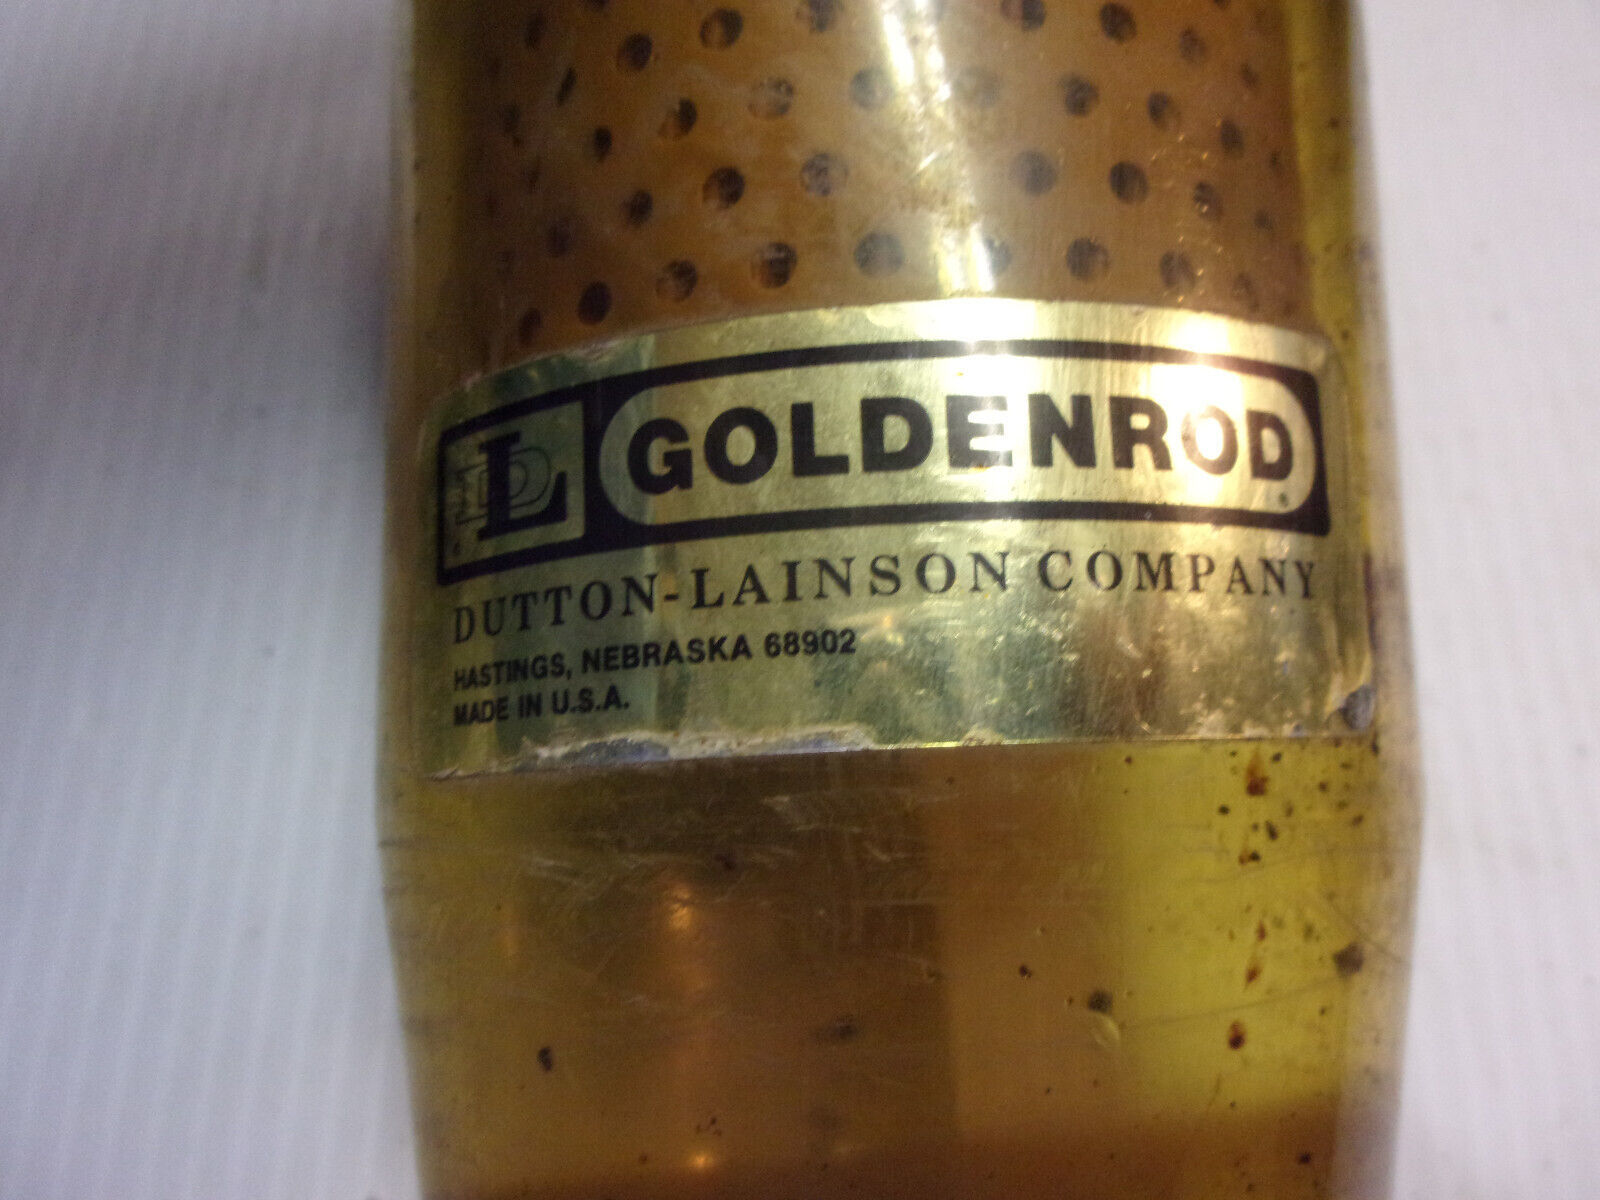 DL GOLDENROD®
DUTTON-LAINSON COMPANY
HASTINGS, NEBRASKA 68902
MADE IN U.S.A.